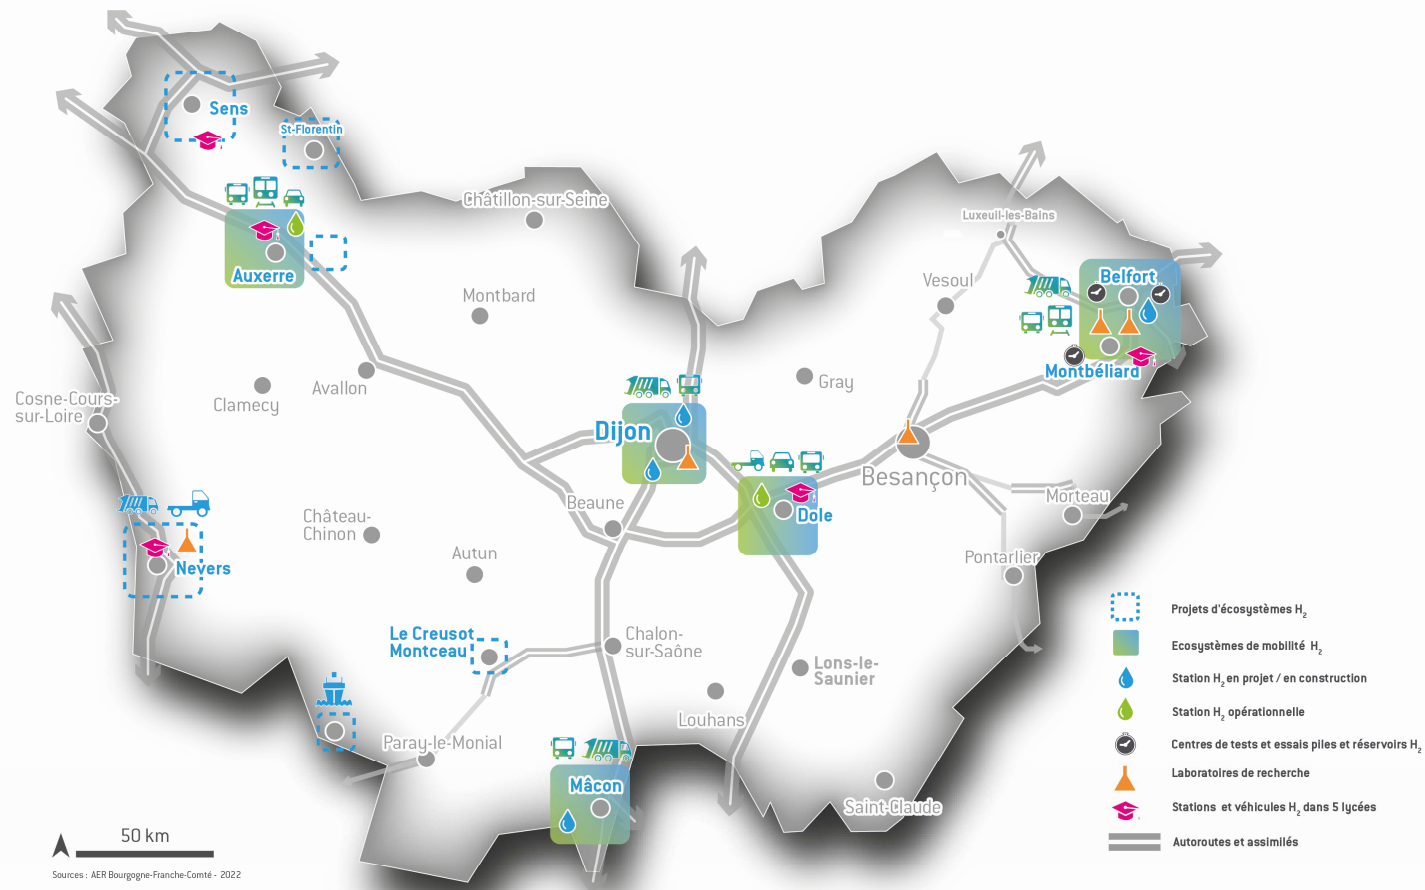 Sens
St-Florentin
Châtillon-sur-Seine
Luxeuil-les-Bains
Auxerre
Belfort
Vesoul
Montbard
Montbéliard
Avallon
Gray
Clamecy
Cosne-Cours-
sur-Loire
Dijon
Besançon
Beaune
Morteau
Dole
Château-
Chinon
Autun
Pontarlier
Nevers
Le Creusot
Montceau
Chalon-
sur-Saône
Lons-le-
Saunier
Louhans
Paray-le-Monial
Mâcon
Saint-Claude
Projets d'écosystèmes H2
Ecosystèmes de mobilité H2
Station H2 en projet / en construction
Station H2 opérationnelle
Centres de tests et essais piles et réservoirs H2
Laboratoires de recherche
Stations et véhicules H2 dans 5 lycées
Autoroutes et assimilés
50 km
Sources : AER Bourgogne-Franche-Comté - 2022